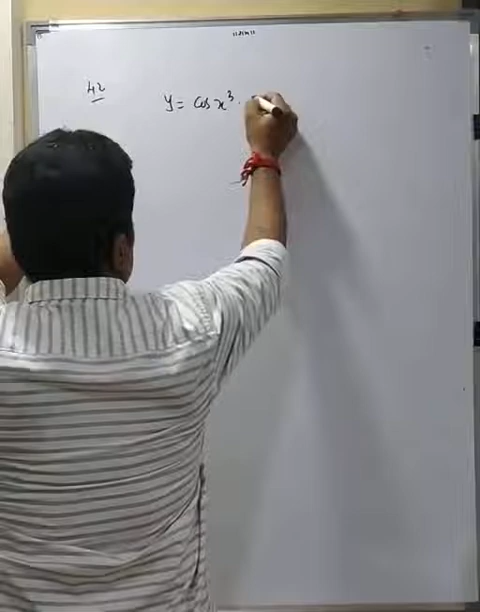 42
y = cos x³ ·